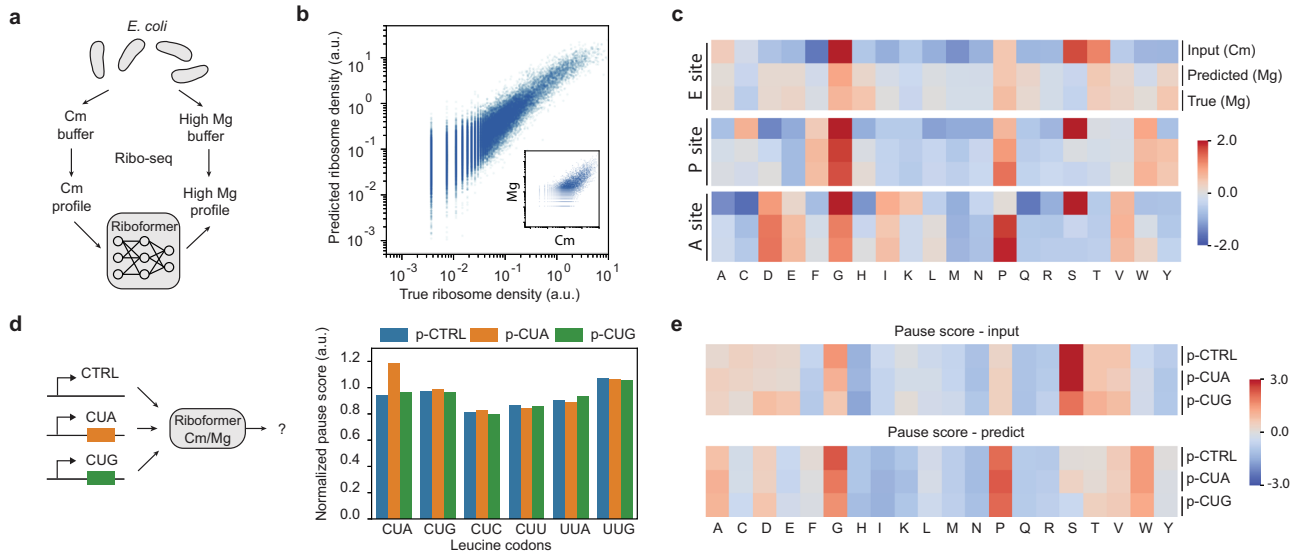 a
E. coli
Cm
buffer
High Mg
buffer
Ribo-seq
Cm
profile
High Mg
profile
Riboformer
b
Predicted ribosome density (a.u.)
10¹
10⁰
10⁻¹
10⁻²
10⁻³
10⁻³ 10⁻² 10⁻¹ 10⁰ 10¹
True ribosome density (a.u.)
Mg
Cm
c
E site
P site
A site
Input (Cm)
Predicted (Mg)
True (Mg)
2.0
0.0
-2.0
A C D E F G H I K L M N P Q R S T V W Y
d
CTRL
CUA
CUG
Riboformer
Cm/Mg
?
p-CTRL p-CUA p-CUG
Normalized pause score (a.u.)
1.2
1.0
0.8
0.6
0.4
0.2
0.0
CUA CUG CUC CUU UUA UUG
Leucine codons
e
Pause score - input
p-CTRL
p-CUA
p-CUG
Pause score - predict
p-CTRL
p-CUA
p-CUG
3.0
0.0
-3.0
A C D E F G H I K L M N P Q R S T V W Y